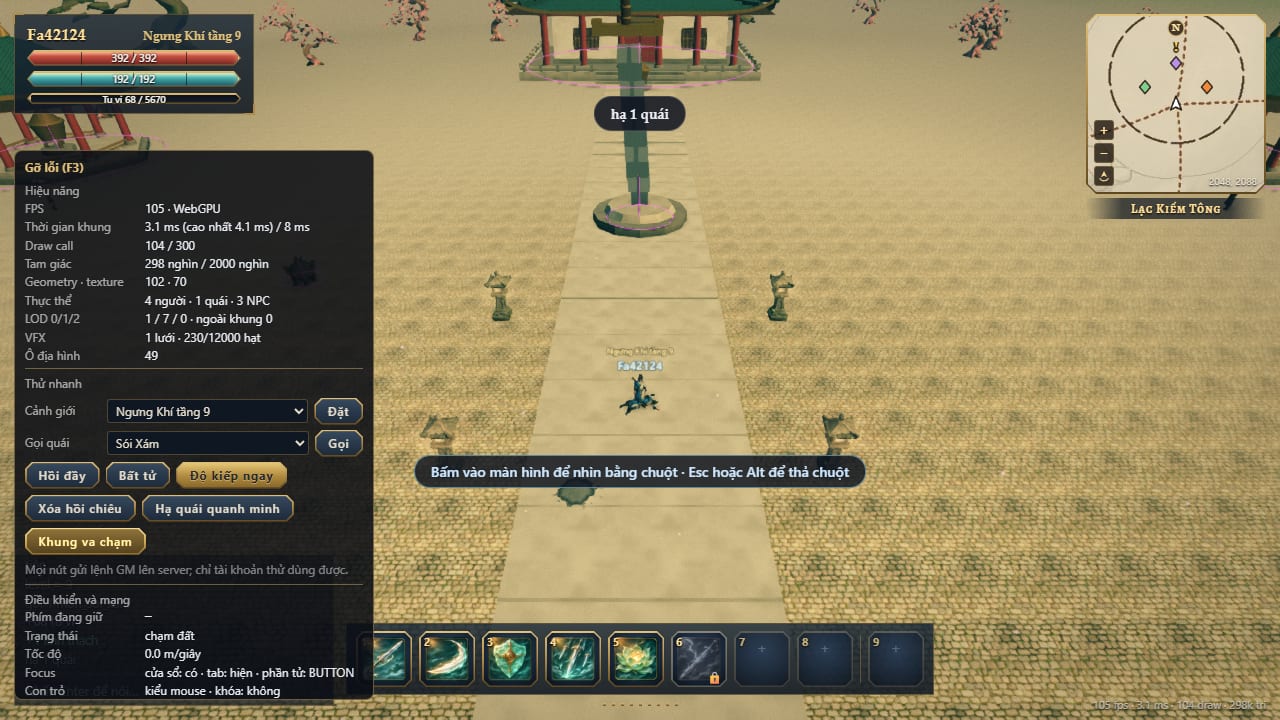 Fa42124 Ngưng Khí tầng 9
392 / 392
192 / 192
Tu vi 68 / 5670
hạ 1 quái
N
+
−
2048, 2088
Lạc Kiếm Tông
Gỡ lỗi (F3)
Hiệu năng
FPS 105 · WebGPU
Thời gian khung 3.1 ms (cao nhất 4.1 ms) / 8 ms
Draw call 104 / 300
Tam giác 298 nghìn / 2000 nghìn
Geometry · texture 102 · 70
Thực thể 4 người · 1 quái · 3 NPC
LOD 0/1/2 1 / 7 / 0 · ngoài khung 0
VFX 1 lưới · 230/12000 hạt
Ô địa hình 49
Thử nhanh
Cảnh giới Ngưng Khí tầng 9 Đặt
Gọi quái Sói Xám Gọi
Hồi đầy Bất tử Độ kiếp ngay
Xóa hồi chiêu Hạ quái quanh mình
Khung va chạm
Mọi nút gửi lệnh GM lên server; chỉ tài khoản thử dùng được.
Điều khiển và mạng
Phím đang giữ –
Trạng thái chạm đất
Tốc độ 0.0 m/giây
Focus cửa sổ: có · tab: hiện · phần tử: BUTTON
Con trỏ kiểu mouse · khóa: không
Ngưng Khí tầng 9
Fa42124
Bấm vào màn hình để nhìn bằng chuột · Esc hoặc Alt để thả chuột
2 3 4 5 6 7 8 9
105 fps · 3.1 ms · 104 draw · 298k tri